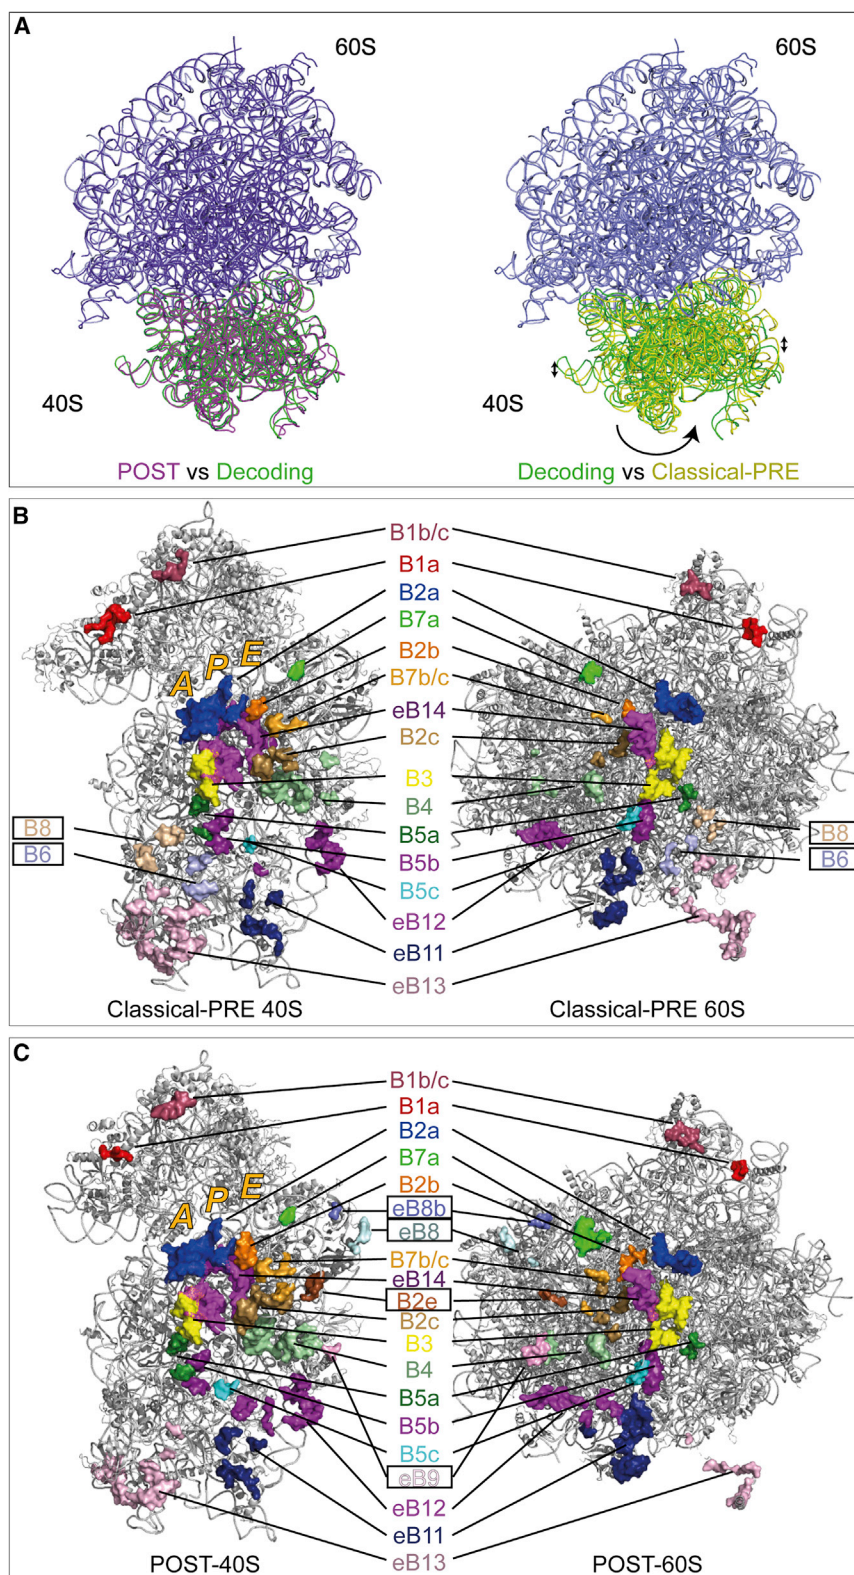 A
60S
60S
40S
40S
POST vs Decoding
Decoding vs Classical-PRE
B
B1b/c
B1a
B2a
B7a
B2b
B7b/c
eB14
B2c
B3
B4
B5a
B5b
B5c
eB12
eB11
eB13
A P E
B8
B6
B8
B6
Classical-PRE 40S
Classical-PRE 60S
C
B1b/c
B1a
B2a
B7a
B2b
eB8b
eB8
B7b/c
eB14
B2e
B2c
B3
B4
B5a
B5b
B5c
eB9
eB12
eB11
eB13
A P E
POST-40S
POST-60S